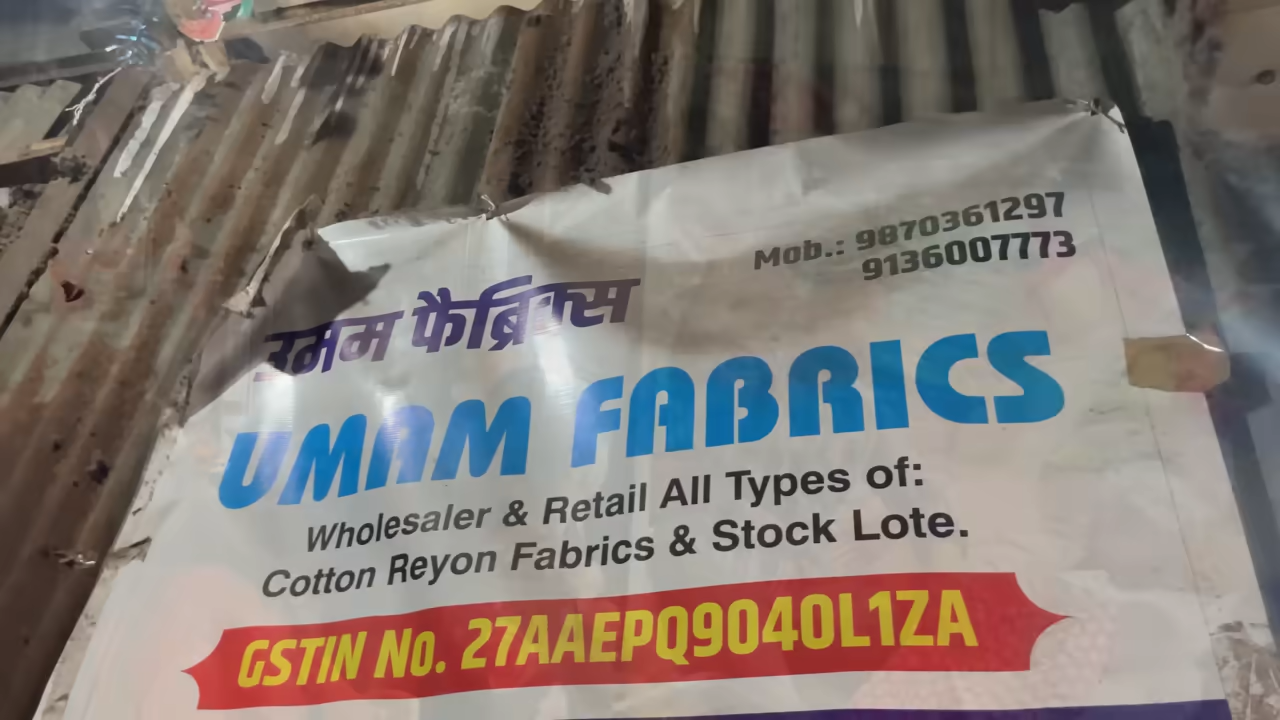 Mob.: 9870361297
9136007773
उमम फैब्रिक्स
UMAM FABRICS
Wholesaler & Retail All Types of:
Cotton Reyon Fabrics & Stock Lote.
GSTIN No. 27AAEPQ9040L1ZA